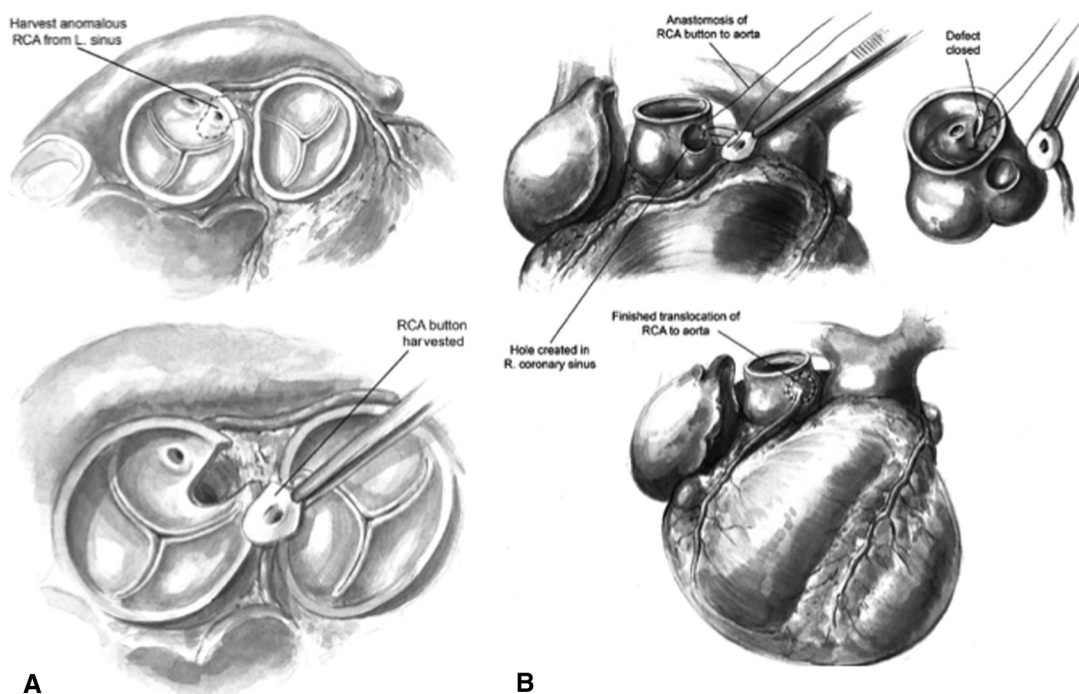 Harvest anomalous
RCA from L. sinus
RCA button
harvested
A
Anastomosis of
RCA button to aorta
Defect
closed
Hole created in
R. coronary sinus
Finished translocation of
RCA to aorta
B